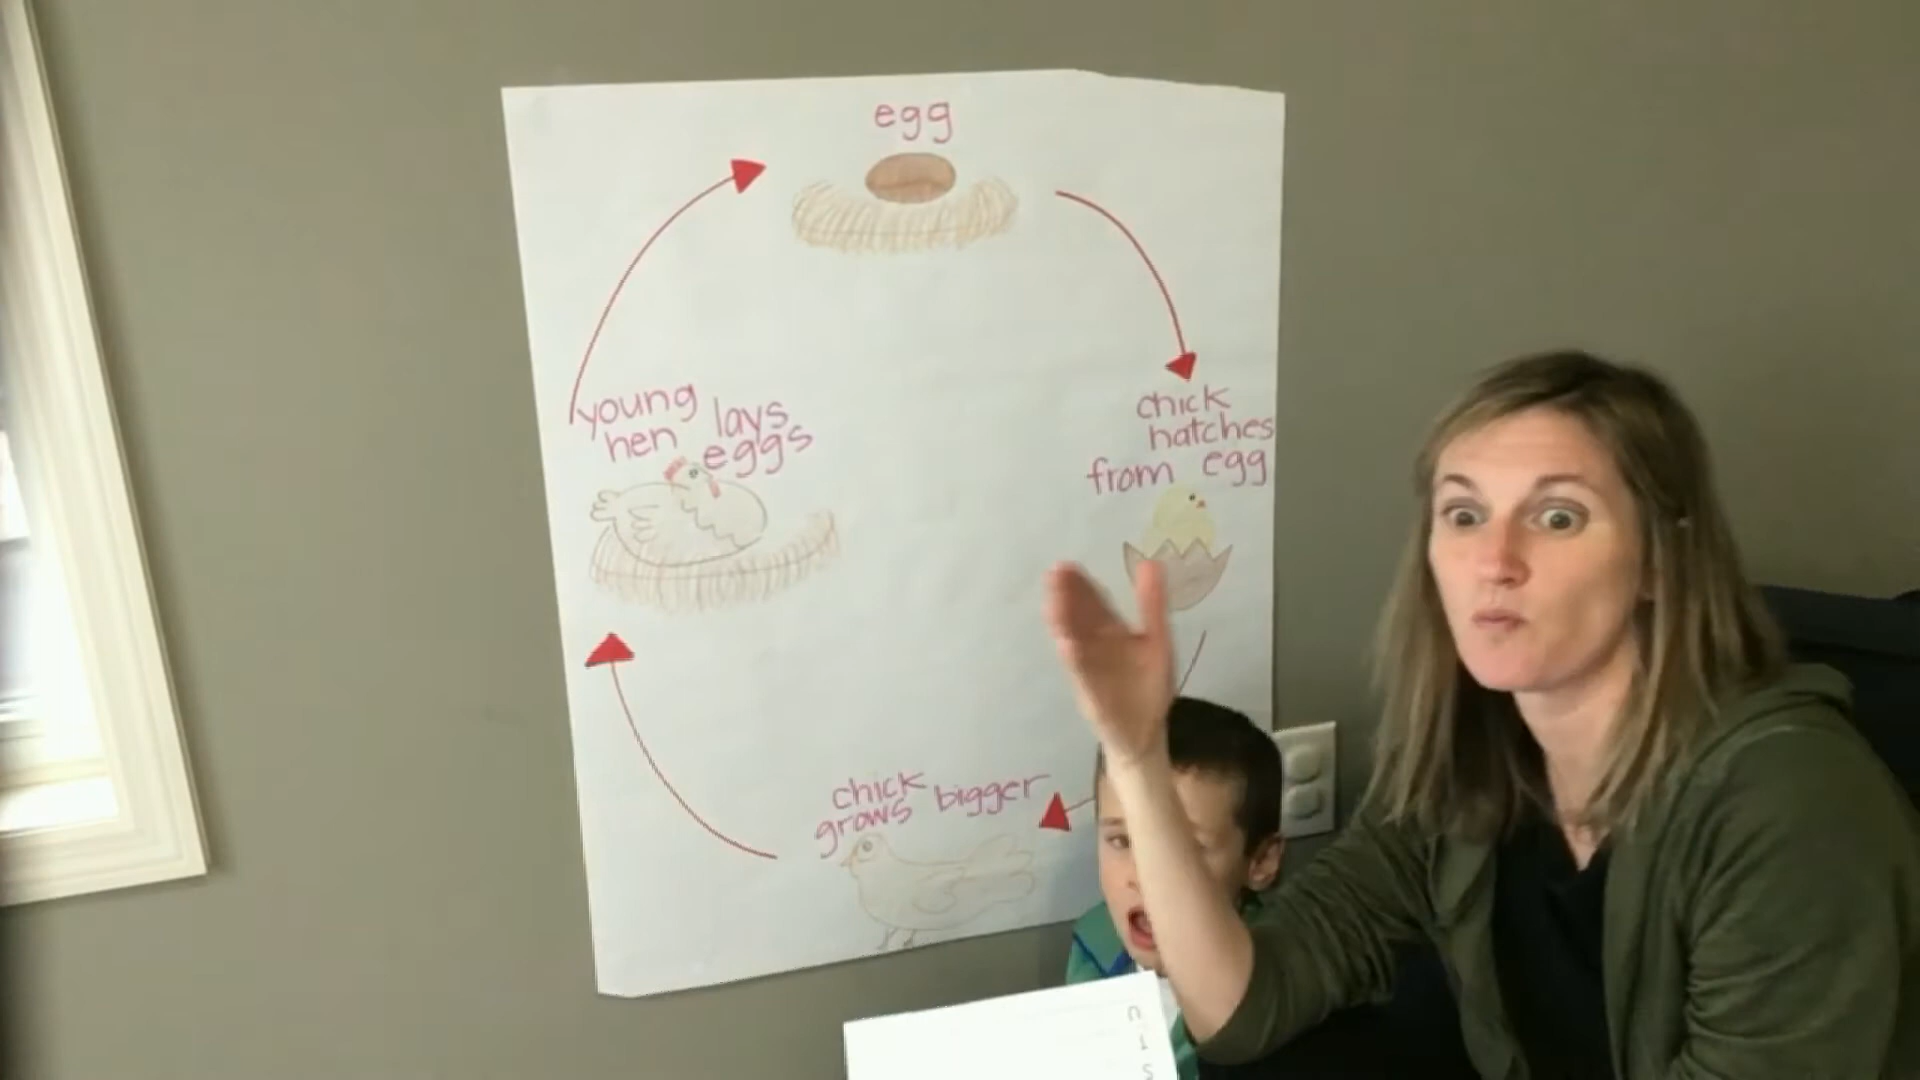 egg
young lays
hen eggs
chick
hatches
from egg
chick bigger
grows